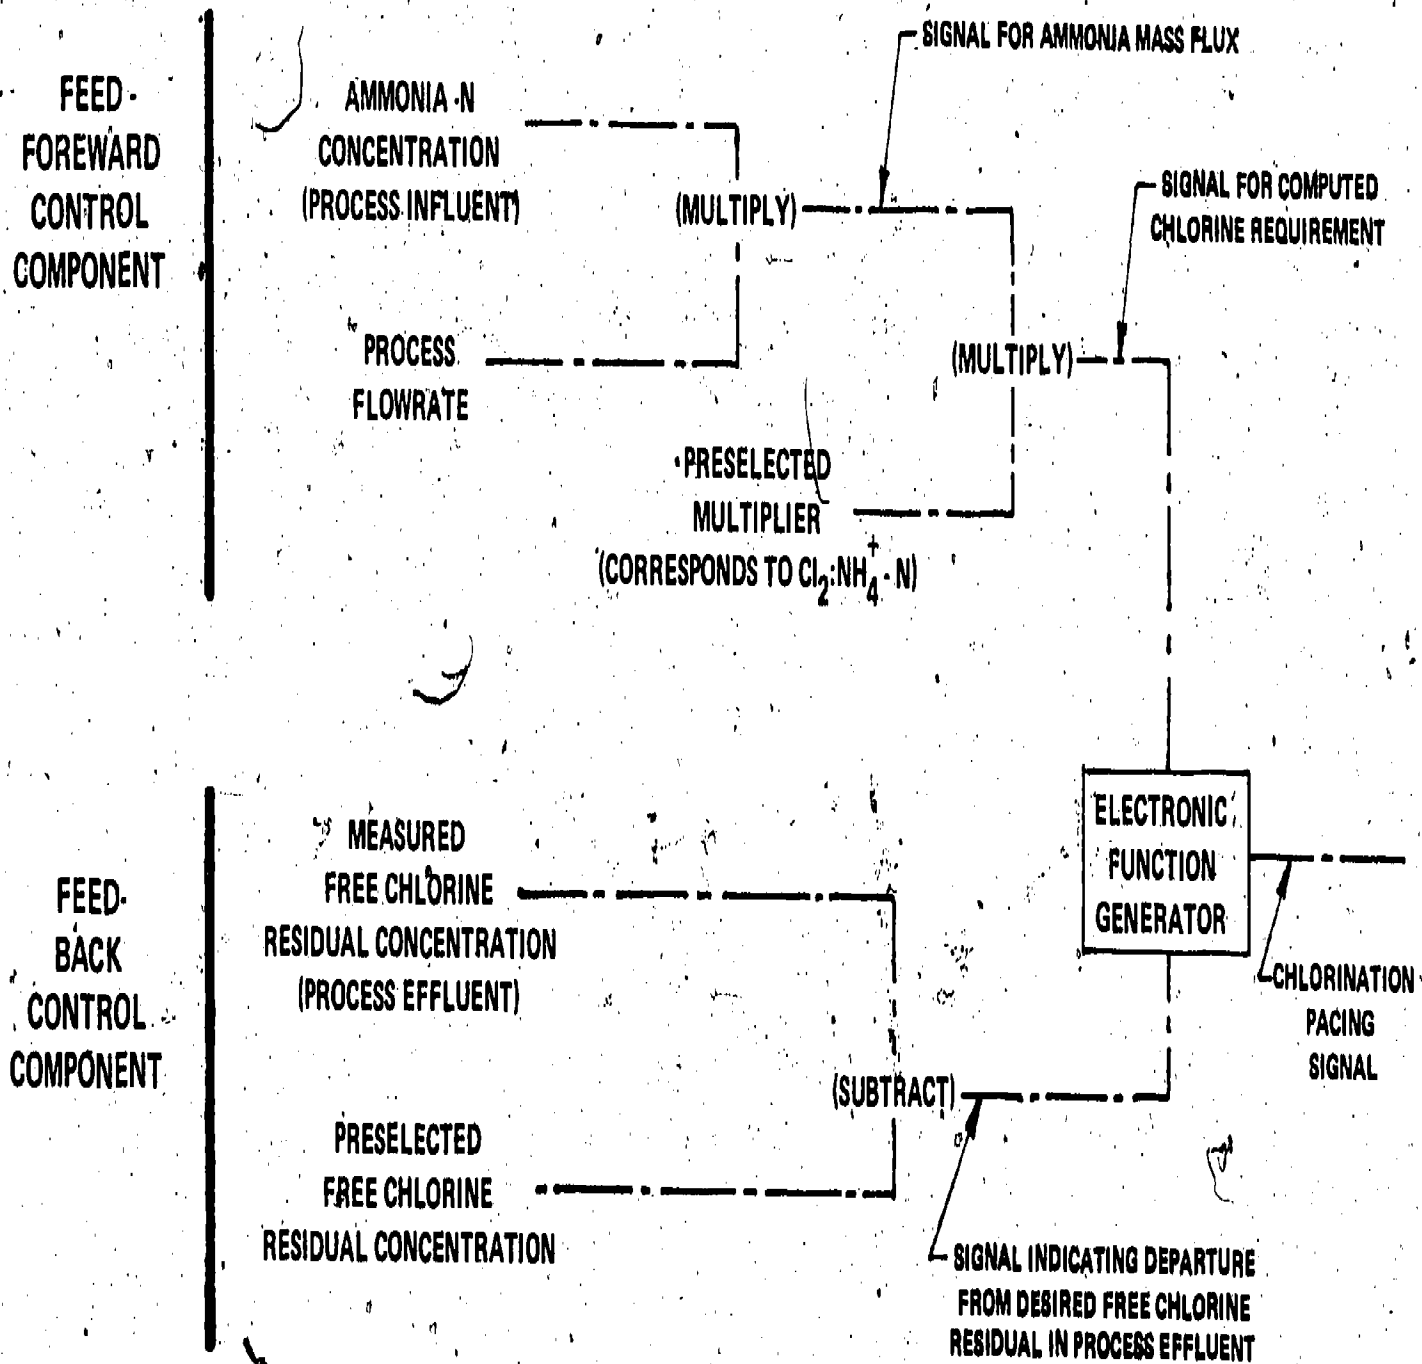 FEED-
FOREWARD
CONTROL
COMPONENT
AMMONIA-N
CONCENTRATION
(PROCESS INFLUENT)
PROCESS
FLOWRATE
(MULTIPLY)
SIGNAL FOR AMMONIA MASS FLUX
PRESELECTED
MULTIPLIER
(CORRESPONDS TO Cl₂:NH₄⁺-N)
(MULTIPLY)
SIGNAL FOR COMPUTED
CHLORINE REQUIREMENT
FEED-
BACK
CONTROL
COMPONENT
MEASURED
FREE CHLORINE
RESIDUAL CONCENTRATION
(PROCESS EFFLUENT)
PRESELECTED
FREE CHLORINE
RESIDUAL CONCENTRATION
(SUBTRACT)
SIGNAL INDICATING DEPARTURE
FROM DESIRED FREE CHLORINE
RESIDUAL IN PROCESS EFFLUENT
ELECTRONIC
FUNCTION
GENERATOR
CHLORINATION
PACING
SIGNAL